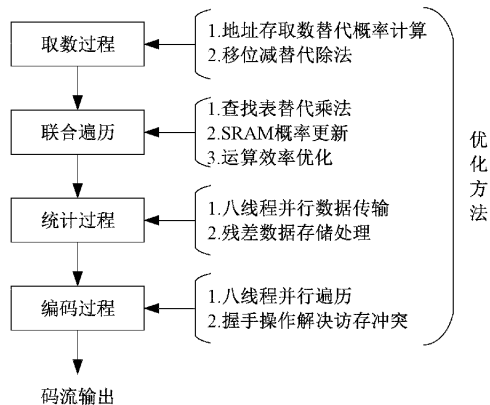 取数过程
1.地址存取数替代概率计算
2.移位减替代除法
联合遍历
1.查找表替代乘法
2.SRAM概率更新
3.运算效率优化
统计过程
1.八线程并行数据传输
2.残差数据存储处理
编码过程
1.八线程并行遍历
2.握手操作解决访存冲突
码流输出
优化方法